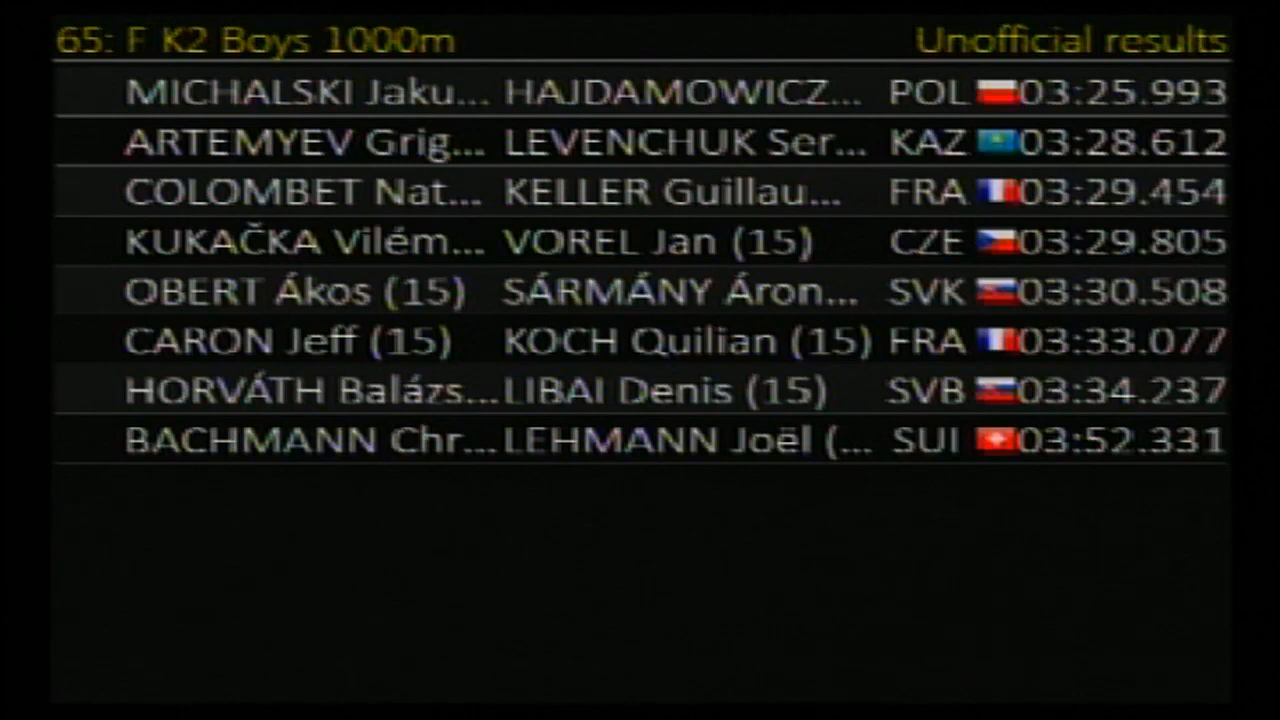 65: F K2 Boys 1000m Unofficial results
MICHALSKI Jaku... HAJDAMOWICZ... POL 03:25.993
ARTEMYEV Grig... LEVENCHUK Ser... KAZ 03:28.612
COLOMBET Nat... KELLER Guillau... FRA 03:29.454
KUKAČKA Vilém... VOREL Jan (15) CZE 03:29.805
OBERT Ákos (15) SÁRMÁNY Áron... SVK 03:30.508
CARON Jeff (15) KOCH Quilian (15) FRA 03:33.077
HORVÁTH Balázs... LIBAI Denis (15) SVB 03:34.237
BACHMANN Chr... LEHMANN Joël (... SUI 03:52.331